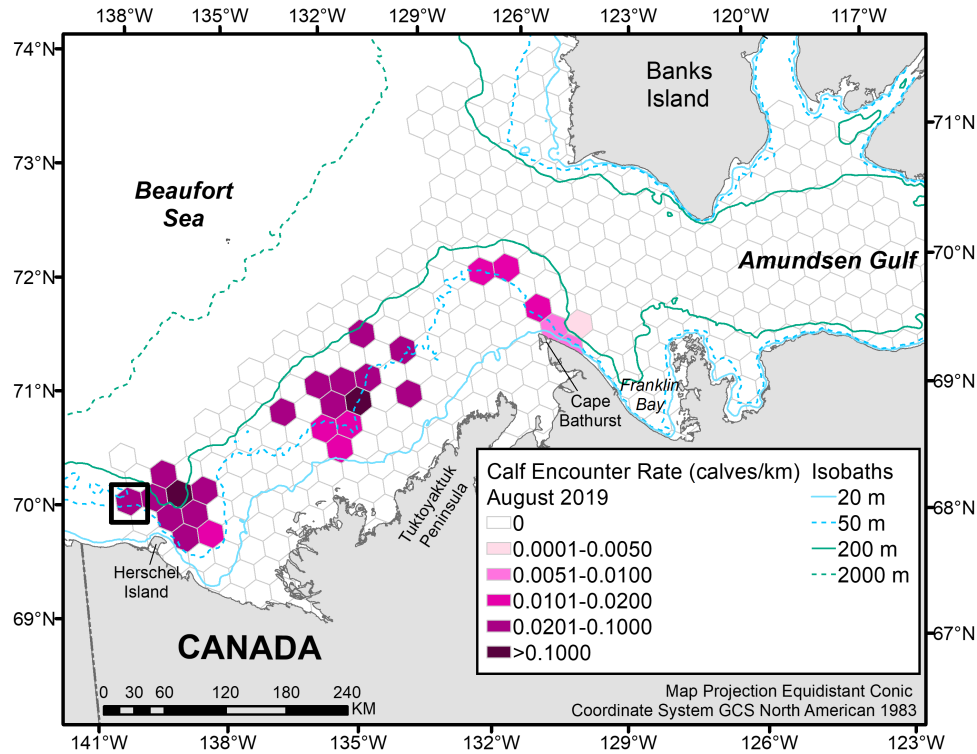 138°W 135°W 132°W 129°W 126°W 123°W 120°W 117°W
74°N
73°N
72°N
71°N
70°N
69°N
71°N
70°N
69°N
68°N
67°N
Banks
Island
Beaufort
Sea
Amundsen Gulf
Franklin
Bay
Cape
Bathurst
Tuktoyaktuk
Peninsula
Herschel
Island
CANADA
Calf Encounter Rate (calves/km)
August 2019
0
0.0001-0.0050
0.0051-0.0100
0.0101-0.0200
0.0201-0.1000
>0.1000
Isobaths
20 m
50 m
200 m
2000 m
0 30 60 120 180 240
KM
Map Projection Equidistant Conic
Coordinate System GCS North American 1983
141°W 138°W 135°W 132°W 129°W 126°W 123°W